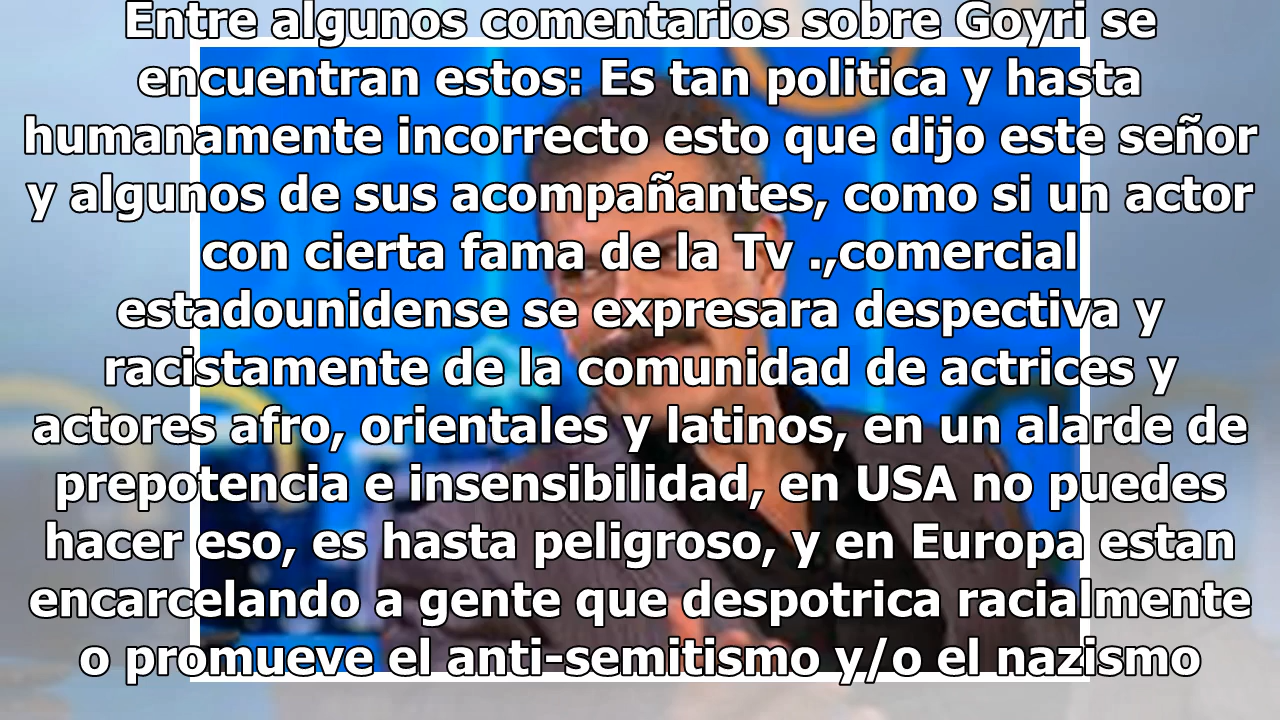 Entre algunos comentarios sobre Goyri se
encuentran estos: Es tan politica y hasta
humanamente incorrecto esto que dijo este señor
y algunos de sus acompañantes, como si un actor
con cierta fama de la Tv .,comercial
estadounidense se expresara despectiva y
racistamente de la comunidad de actrices y
actores afro, orientales y latinos, en un alarde de
prepotencia e insensibilidad, en USA no puedes
hacer eso, es hasta peligroso, y en Europa estan
encarcelando a gente que despotrica racialmente
o promueve el anti-semitismo y/o el nazismo